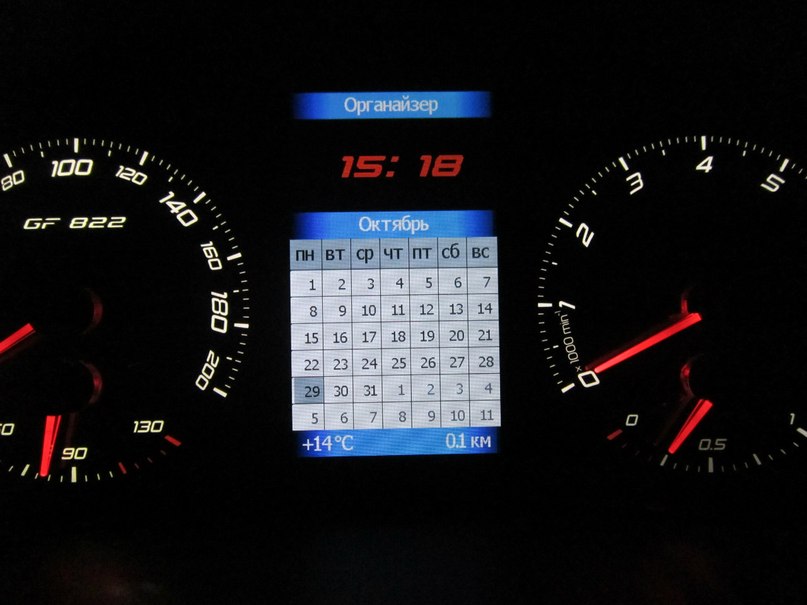 Органайзер
15: 18
80 100 120 140 160 180 200
GF 822
Октябрь
пн вт ср чт пт сб вс
1 2 3 4 5 6 7
8 9 10 11 12 13 14
15 16 17 18 19 20 21
22 23 24 25 26 27 28
29 30 31 1 2 3 4
5 6 7 8 9 10 11
+14°C 0.1 км
90 130
0 1 2 3 4 5
×1000 min⁻¹
0 0.5 1